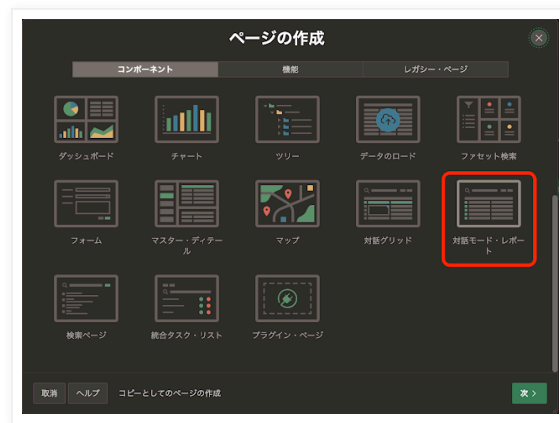 ページの作成
コンポーネント
機能
レガシー・ページ
ダッシュボード
チャート
ツリー
データのロード
ファセット検索
フォーム
マスター・ディテー
ル
マップ
対話グリッド
対話モード・レポー
ト
検索ページ
統合タスク・リスト
プラグイン・ページ
取消
ヘルプ
コピーとしてのページの作成
次 >